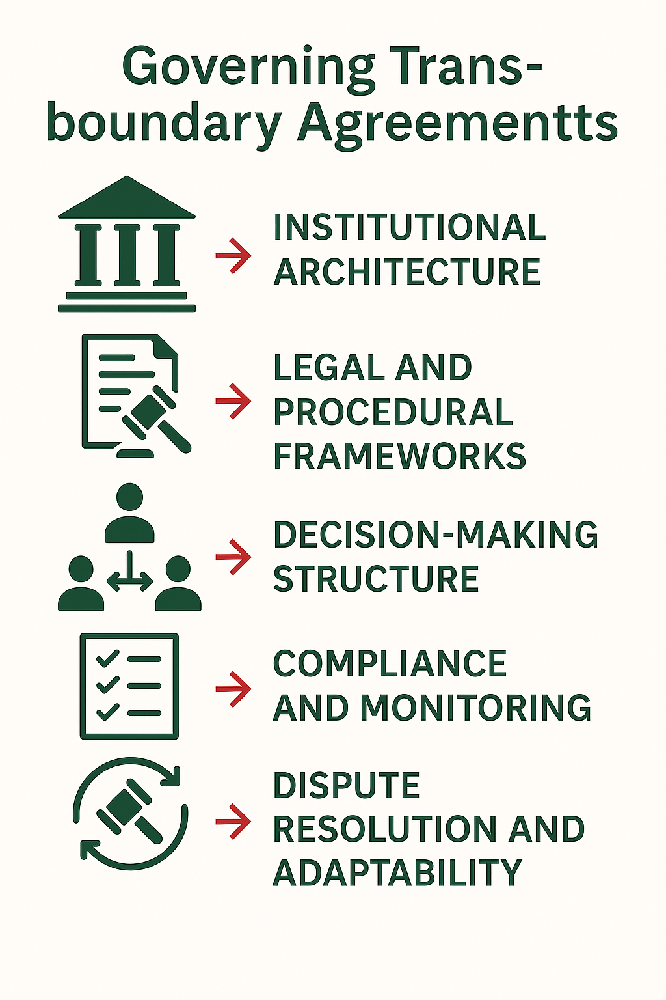 Governing Trans-
boundary Agreementts
INSTITUTIONAL
ARCHITECTURE
LEGAL AND
PROCEDURAL
FRAMEWORKS
DECISION-MAKING
STRUCTURE
COMPLIANCE
AND MONITORING
DISPUTE
RESOLUTION AND
ADAPTABILITY